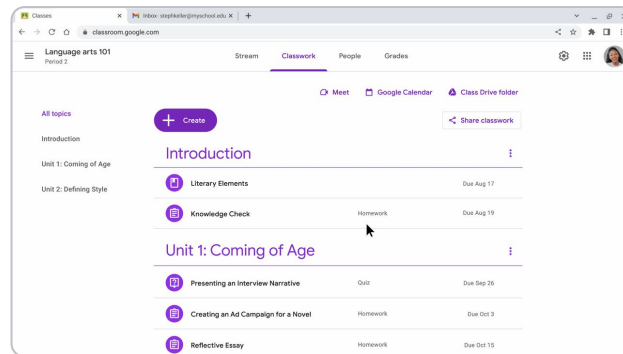 Classes
Inbox- stephkeller@myschool.edu
classroom.google.com
Language arts 101
Period 2
Stream
Classwork
People
Grades
Meet
Google Calendar
Class Drive folder
All topics
Introduction
Unit 1: Coming of Age
Unit 2: Defining Style
Create
Share classwork
Introduction
Literary Elements
Due Aug 17
Knowledge Check
Homework
Due Aug 19
Unit 1: Coming of Age
Presenting an Interview Narrative
Quiz
Due Sep 26
Creating an Ad Campaign for a Novel
Homework
Due Oct 3
Reflective Essay
Homework
Due Oct 15